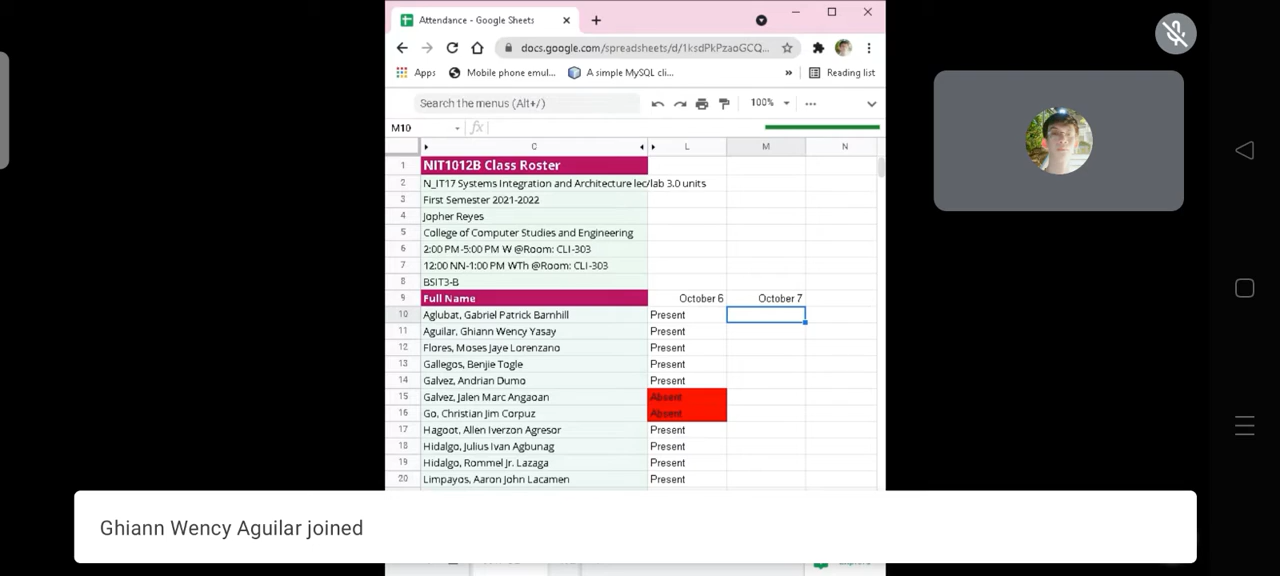 Attendance - Google Sheets
docs.google.com/spreadsheets/d/1ksdPkPzaoGCQ...
Apps Mobile phone emul... A simple MySQL cli... » Reading list
Search the menus (Alt+/) 100%
M10 fx
C L M N
1 NIT1012B Class Roster
2 N_IT17 Systems Integration and Architecture lec/lab 3.0 units
3 First Semester 2021-2022
4 Jopher Reyes
5 College of Computer Studies and Engineering
6 2:00 PM-5:00 PM W @Room: CLI-303
7 12:00 NN-1:00 PM WTh @Room: CLI-303
8 BSIT3-B
9 Full Name October 6 October 7
10 Aglubat, Gabriel Patrick Barnhill Present
11 Aguilar, Ghiann Wency Yasay Present
12 Flores, Moses Jaye Lorenzano Present
13 Gallegos, Benjie Tagle Present
14 Galvez, Andrian Duma Present
15 Galvez, Jalen Marc Angaoan Absent
16 Go, Christian Jim Corpuz Absent
17 Hagoot, Allen Iverzon Agresor Present
18 Hidalgo, Julius Ivan Agbunag Present
19 Hidalgo, Rommel Jr. Lazaga Present
20 Limpayos, Aaron John Lacamen Present
Ghiann Wency Aguilar joined